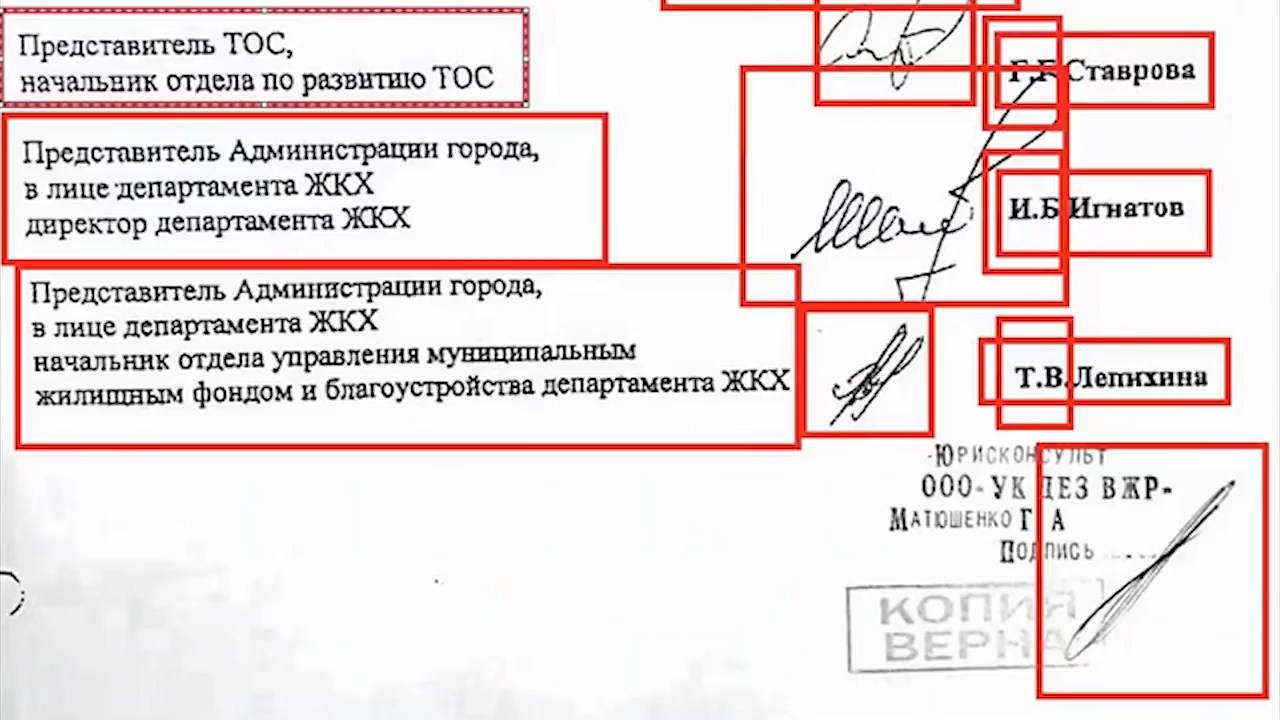 Представитель ТОС,
начальник отдела по развитию ТОС
Г.Г.Ставрова
Представитель Администрации города,
в лице департамента ЖКХ
директор департамента ЖКХ
И.Б.Игнатов
Представитель Администрации города,
в лице департамента ЖКХ
начальник отдела управления муниципальным
жилищным фондом и благоустройства департамента ЖКХ
Т.В.Лепихина
Юрисконсульт
ООО-УК ДЕЗ ВЖР-
Матюшенко Г А
Подпись
КОПИЯ
ВЕРНА